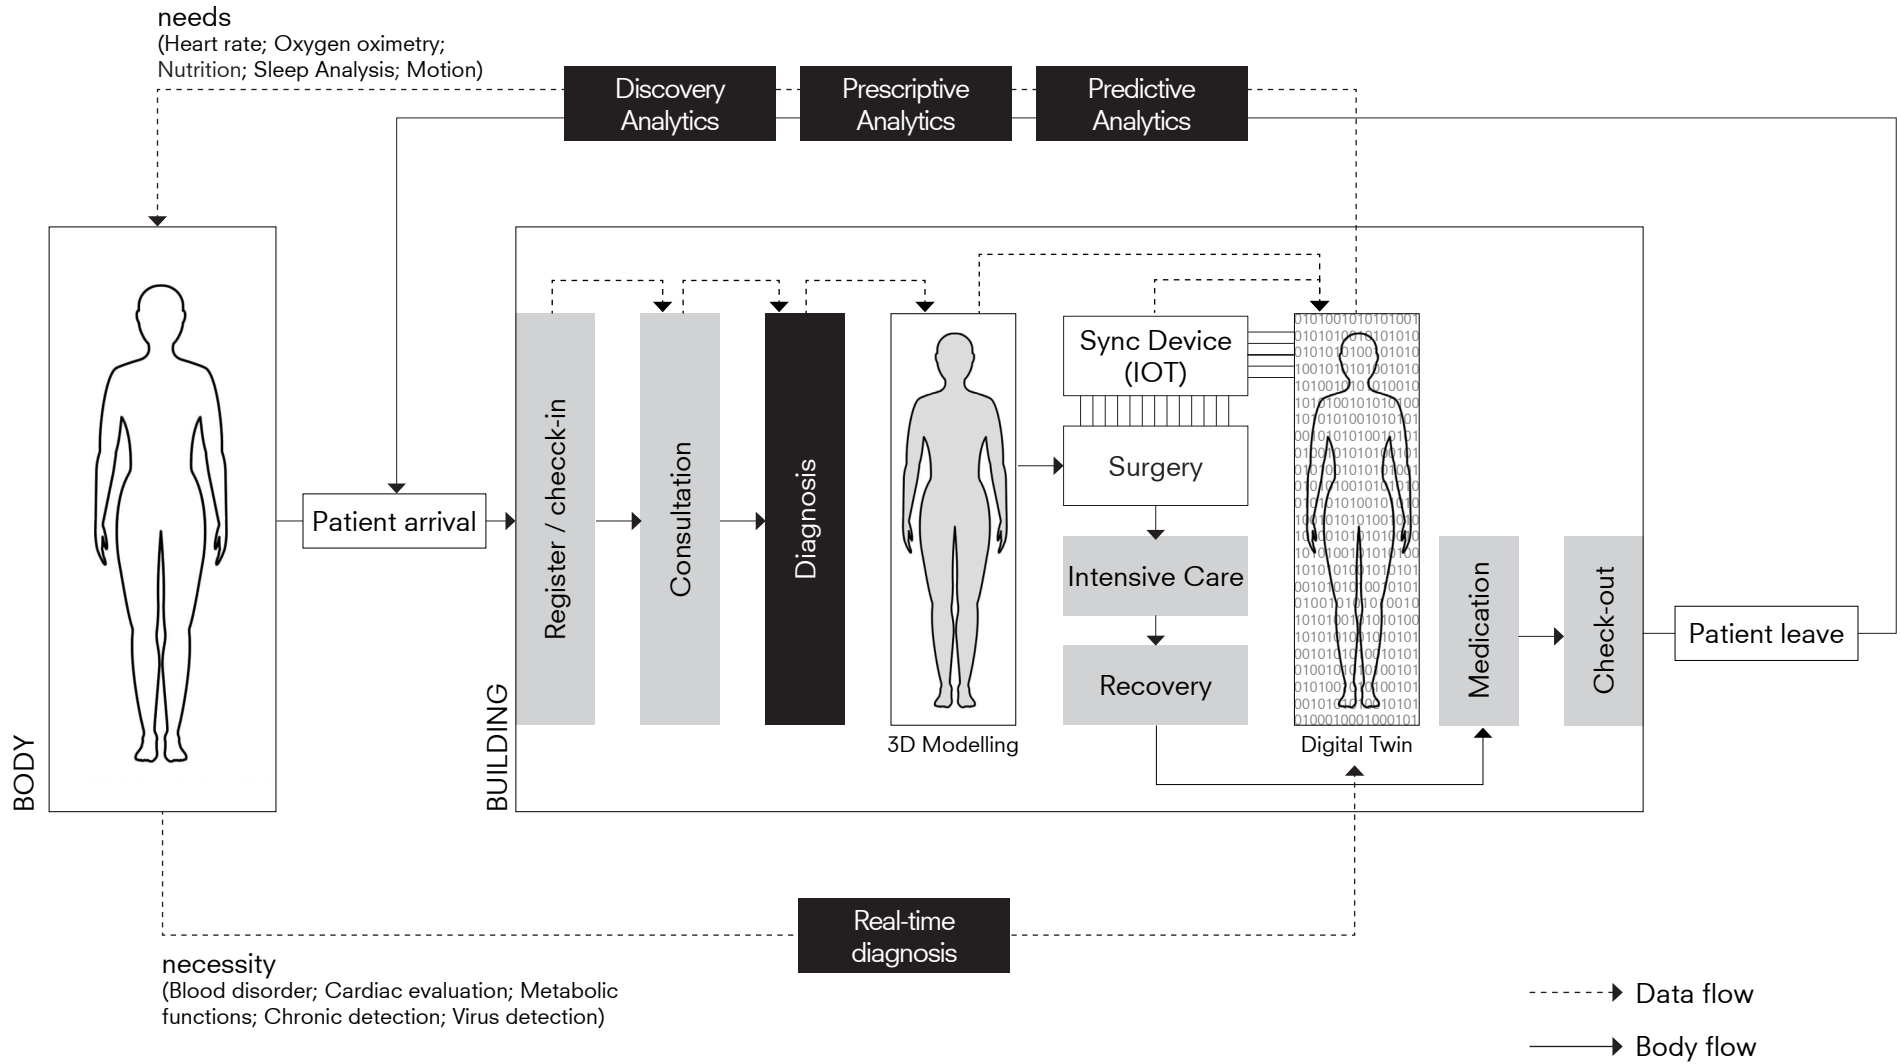 needs
(Heart rate; Oxygen oximetry;
Nutrition; Sleep Analysis; Motion)
Discovery
Analytics
Prescriptive
Analytics
Predictive
Analytics
BODY
Patient arrival
BUILDING
Register / checck-in
Consultation
Diagnosis
3D Modelling
Sync Device
(IOT)
Surgery
Intensive Care
Recovery
Digital Twin
Medication
Check-out
Patient leave
Real-time
diagnosis
necessity
(Blood disorder; Cardiac evaluation; Metabolic
functions; Chronic detection; Virus detection)
Data flow
Body flow